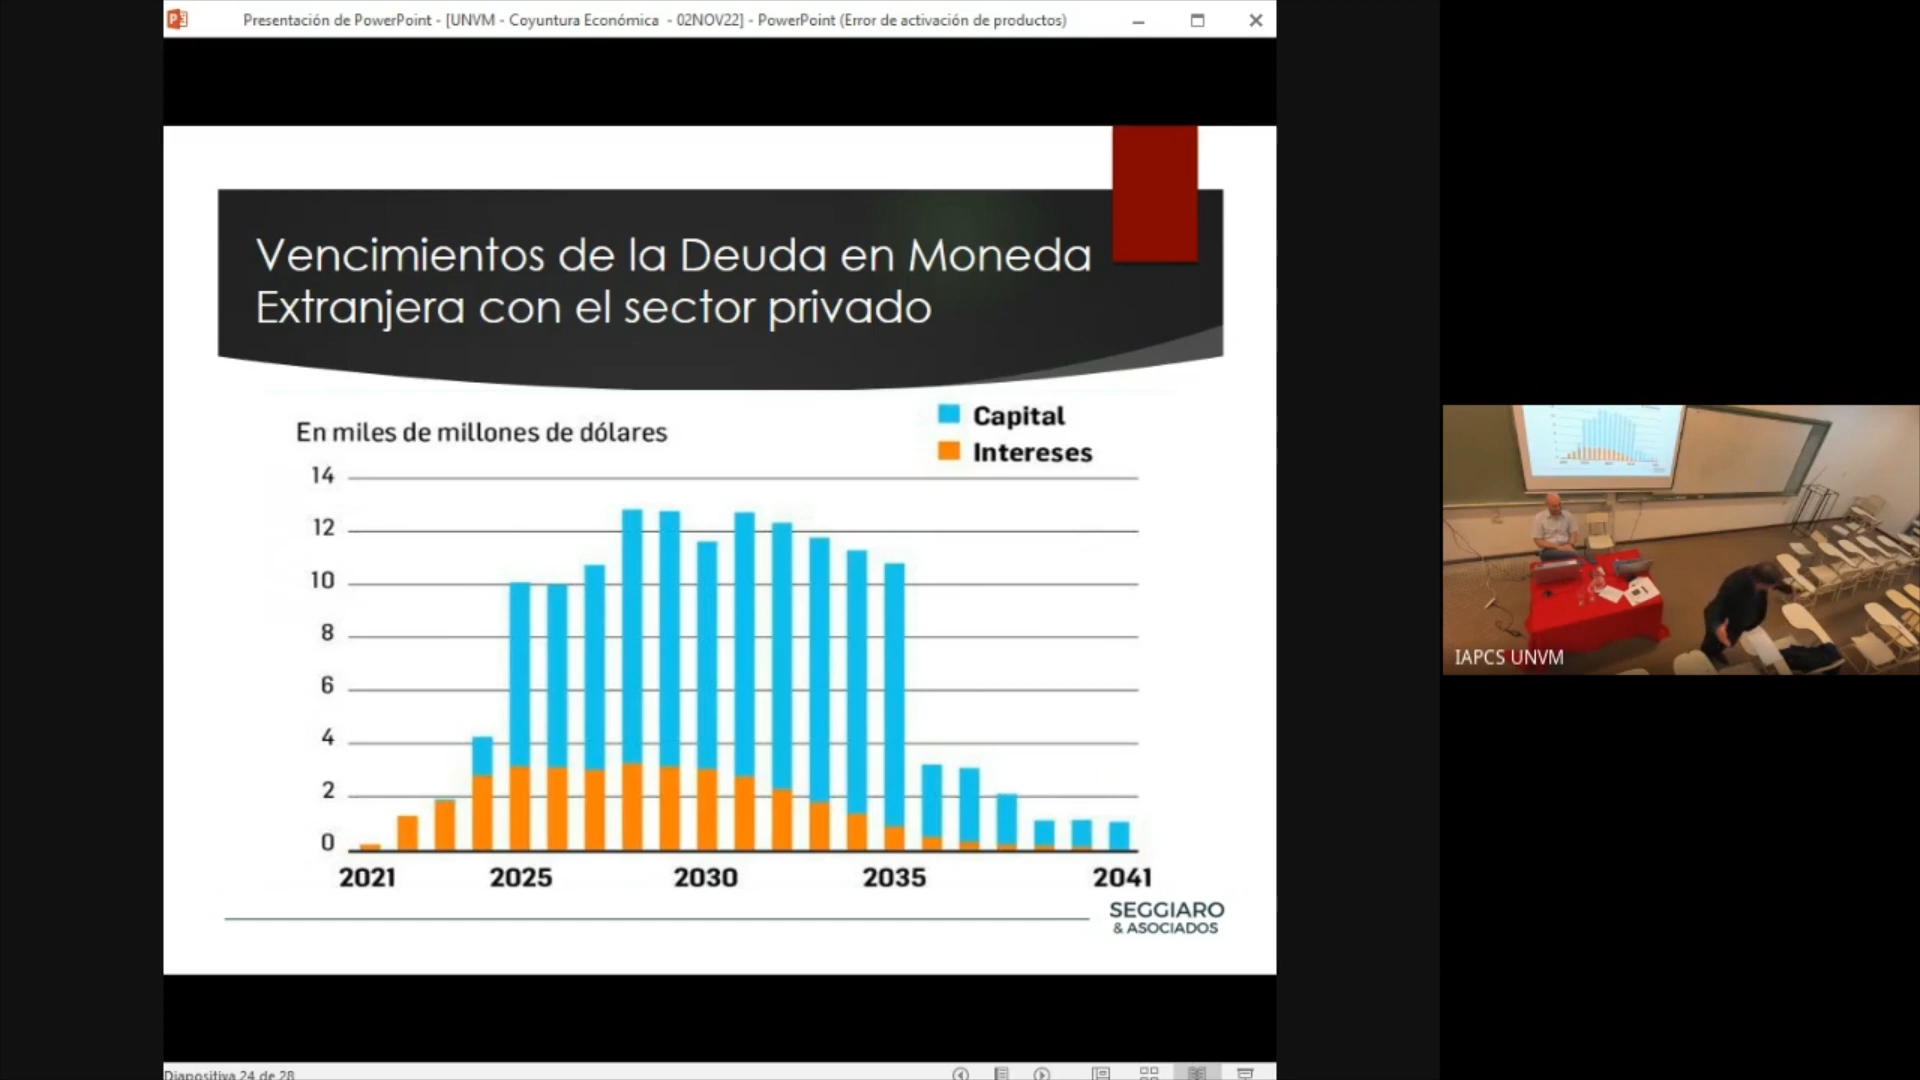 Presentación de PowerPoint - [UNVM - Coyuntura Económica - 02NOV22] - PowerPoint (Error de activación de productos)
Vencimientos de la Deuda en Moneda
Extranjera con el sector privado
En miles de millones de dólares
Capital
Intereses
14
12
10
8
6
4
2
0
2021
2025
2030
2035
2041
SEGGIARO
& ASOCIADOS
Diapositiva 24 de 28
IAPCS UNVM